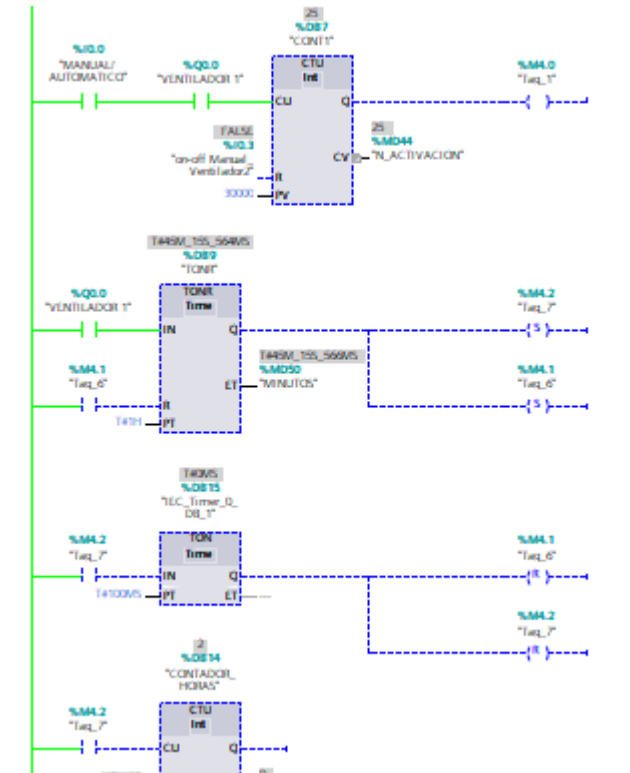 25
%DB7
"CONT1"
%I0.0
"MANUAL/
AUTOMATICO"
%Q0.0
"VENTILADOR 1"
CTU
Int
CU
Q
%M4.0
"Tag_1"
FALSE
%I0.3
"on-off Manual_
Ventilador2"
R
25
%MD44
CV
"N_ACTIVACION"
30000
PV
T#45M_15S_564MS
%DB9
"TONR"
%Q0.0
"VENTILADOR 1"
TONR
Time
IN
Q
%M4.2
"Tag_7"
(S)
%M4.1
"Tag_6"
R
T#45M_15S_566MS
%MD50
ET
"MINUTOS"
%M4.1
"Tag_6"
(S)
T#1H
PT
T#0MS
%DB15
"IEC_Timer_0_
DB_1"
%M4.2
"Tag_7"
TON
Time
IN
Q
%M4.1
"Tag_6"
(R)
T#100MS
PT
ET
%M4.2
"Tag_7"
(R)
2
%DB14
"CONTADOR_
HORAS"
%M4.2
"Tag_7"
CTU
Int
CU
Q